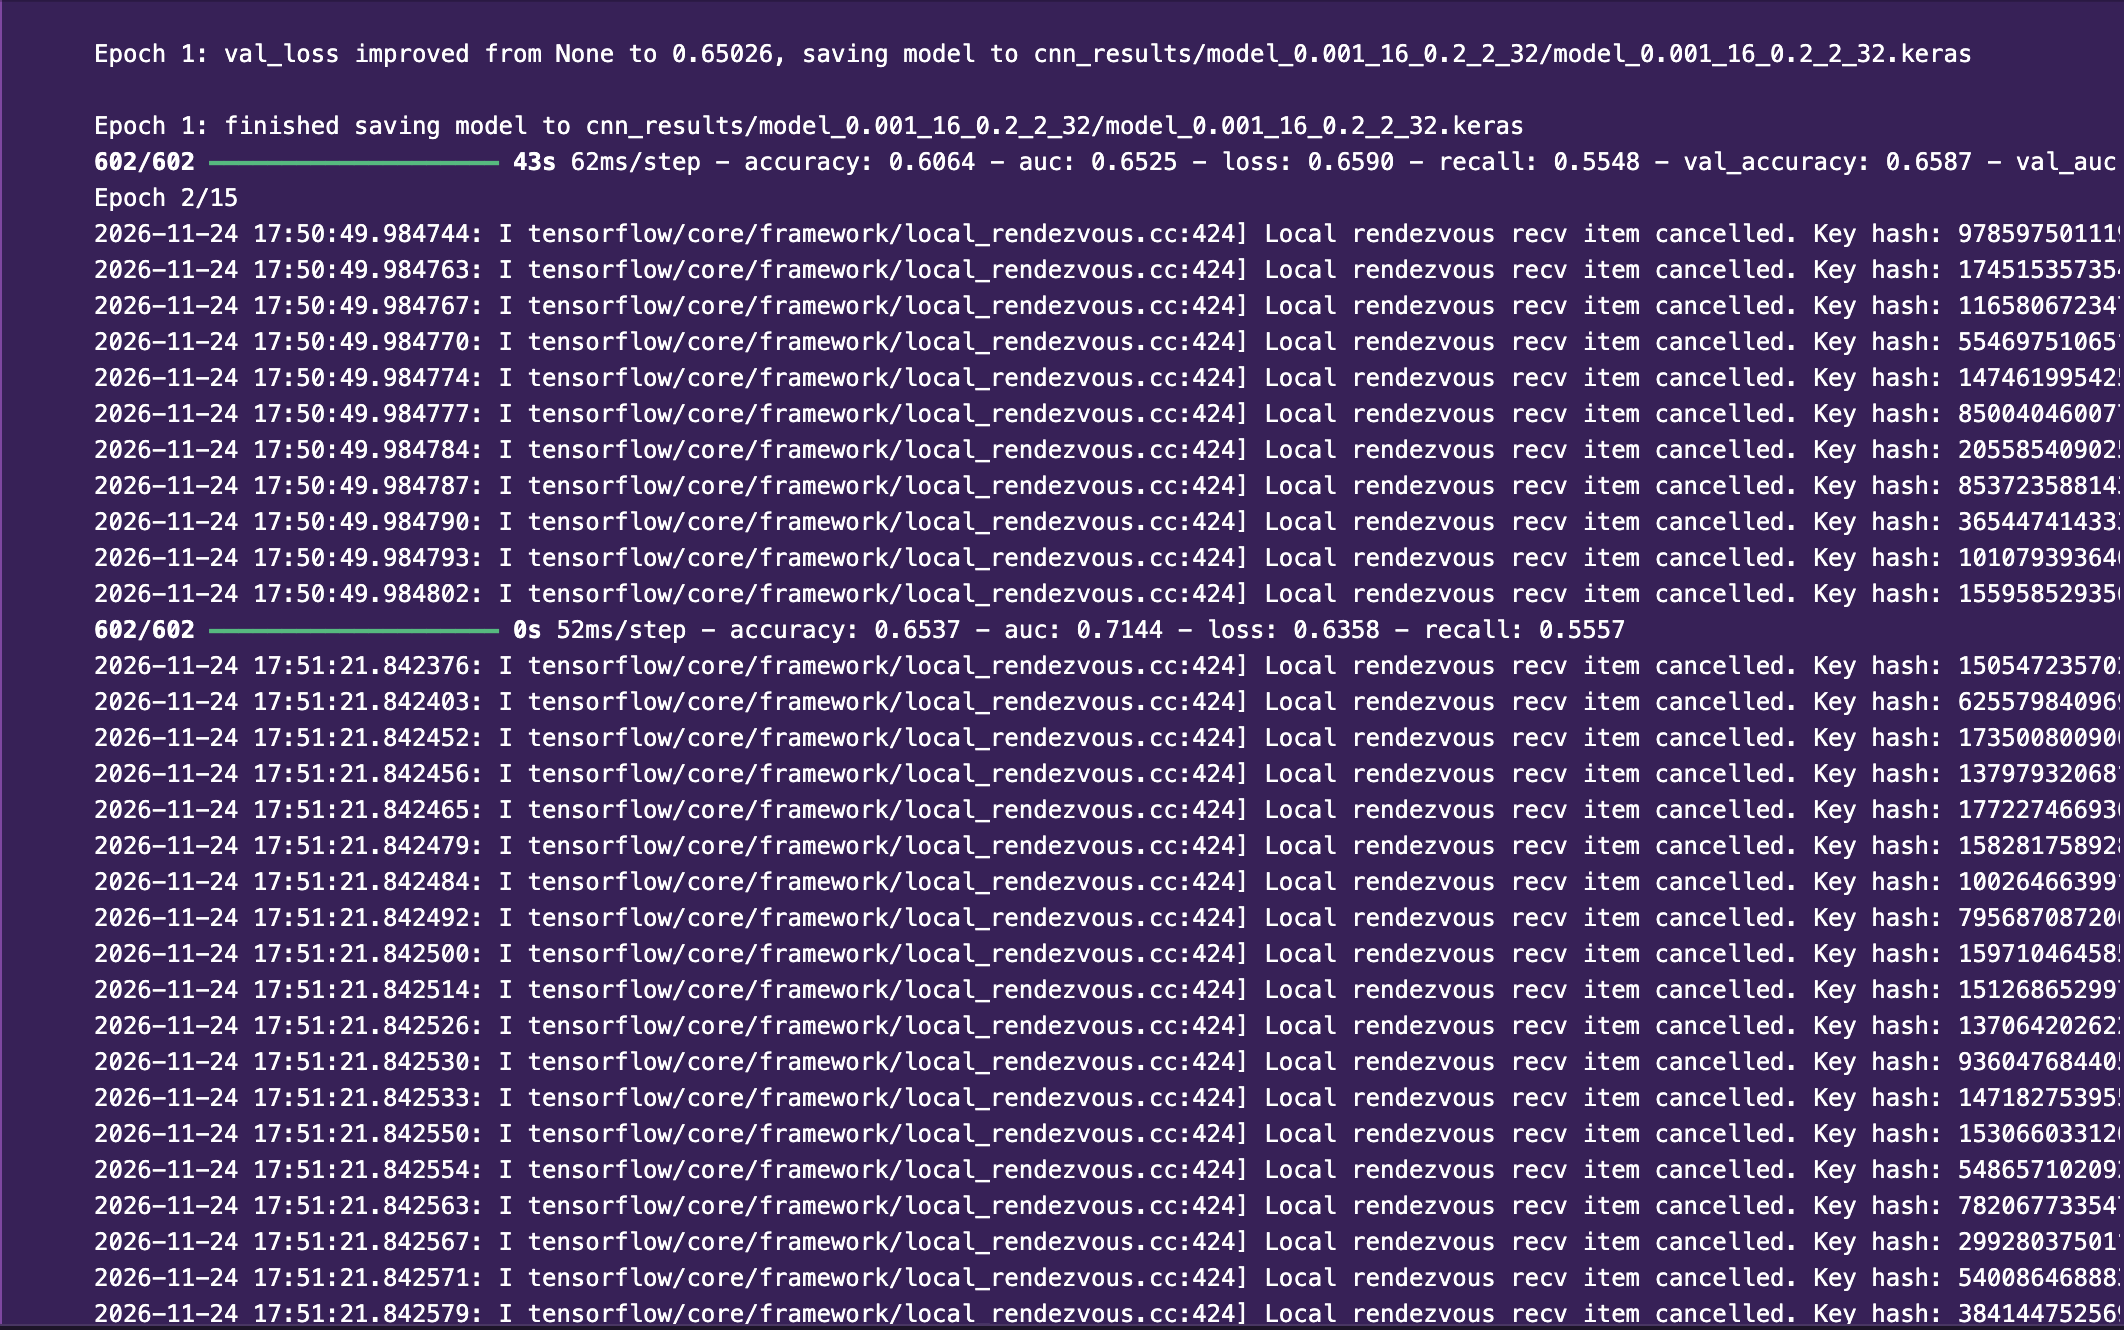 Epoch 1: val_loss improved from None to 0.65026, saving model to cnn_results/model_0.001_16_0.2_2_32/model_0.001_16_0.2_2_32.keras
Epoch 1: finished saving model to cnn_results/model_0.001_16_0.2_2_32/model_0.001_16_0.2_2_32.keras
602/602 ━━━━━━━━━━━━━━━━━━━━ 43s 62ms/step - accuracy: 0.6064 - auc: 0.6525 - loss: 0.6590 - recall: 0.5548 - val_accuracy: 0.6587 - val_auc
Epoch 2/15
2026-11-24 17:50:49.984744: I tensorflow/core/framework/local_rendezvous.cc:424] Local rendezvous recv item cancelled. Key hash: 97859750111
2026-11-24 17:50:49.984763: I tensorflow/core/framework/local_rendezvous.cc:424] Local rendezvous recv item cancelled. Key hash: 17451535735
2026-11-24 17:50:49.984767: I tensorflow/core/framework/local_rendezvous.cc:424] Local rendezvous recv item cancelled. Key hash: 11658067234
2026-11-24 17:50:49.984770: I tensorflow/core/framework/local_rendezvous.cc:424] Local rendezvous recv item cancelled. Key hash: 55469751065
2026-11-24 17:50:49.984774: I tensorflow/core/framework/local_rendezvous.cc:424] Local rendezvous recv item cancelled. Key hash: 14746199542
2026-11-24 17:50:49.984777: I tensorflow/core/framework/local_rendezvous.cc:424] Local rendezvous recv item cancelled. Key hash: 85004046007
2026-11-24 17:50:49.984784: I tensorflow/core/framework/local_rendezvous.cc:424] Local rendezvous recv item cancelled. Key hash: 20558540902
2026-11-24 17:50:49.984787: I tensorflow/core/framework/local_rendezvous.cc:424] Local rendezvous recv item cancelled. Key hash: 85372358814
2026-11-24 17:50:49.984790: I tensorflow/core/framework/local_rendezvous.cc:424] Local rendezvous recv item cancelled. Key hash: 36544741433
2026-11-24 17:50:49.984793: I tensorflow/core/framework/local_rendezvous.cc:424] Local rendezvous recv item cancelled. Key hash: 10107939364
2026-11-24 17:50:49.984802: I tensorflow/core/framework/local_rendezvous.cc:424] Local rendezvous recv item cancelled. Key hash: 15595852935
602/602 ━━━━━━━━━━━━━━━━━━━━ 0s 52ms/step - accuracy: 0.6537 - auc: 0.7144 - loss: 0.6358 - recall: 0.5557
2026-11-24 17:51:21.842376: I tensorflow/core/framework/local_rendezvous.cc:424] Local rendezvous recv item cancelled. Key hash: 15054723570
2026-11-24 17:51:21.842403: I tensorflow/core/framework/local_rendezvous.cc:424] Local rendezvous recv item cancelled. Key hash: 62557984096
2026-11-24 17:51:21.842452: I tensorflow/core/framework/local_rendezvous.cc:424] Local rendezvous recv item cancelled. Key hash: 17350080090
2026-11-24 17:51:21.842456: I tensorflow/core/framework/local_rendezvous.cc:424] Local rendezvous recv item cancelled. Key hash: 13797932068
2026-11-24 17:51:21.842465: I tensorflow/core/framework/local_rendezvous.cc:424] Local rendezvous recv item cancelled. Key hash: 17722746693
2026-11-24 17:51:21.842479: I tensorflow/core/framework/local_rendezvous.cc:424] Local rendezvous recv item cancelled. Key hash: 15828175892
2026-11-24 17:51:21.842484: I tensorflow/core/framework/local_rendezvous.cc:424] Local rendezvous recv item cancelled. Key hash: 10026466399
2026-11-24 17:51:21.842492: I tensorflow/core/framework/local_rendezvous.cc:424] Local rendezvous recv item cancelled. Key hash: 79568708720
2026-11-24 17:51:21.842500: I tensorflow/core/framework/local_rendezvous.cc:424] Local rendezvous recv item cancelled. Key hash: 15971046458
2026-11-24 17:51:21.842514: I tensorflow/core/framework/local_rendezvous.cc:424] Local rendezvous recv item cancelled. Key hash: 15126865299
2026-11-24 17:51:21.842526: I tensorflow/core/framework/local_rendezvous.cc:424] Local rendezvous recv item cancelled. Key hash: 13706420262
2026-11-24 17:51:21.842530: I tensorflow/core/framework/local_rendezvous.cc:424] Local rendezvous recv item cancelled. Key hash: 93604768440
2026-11-24 17:51:21.842533: I tensorflow/core/framework/local_rendezvous.cc:424] Local rendezvous recv item cancelled. Key hash: 14718275395
2026-11-24 17:51:21.842550: I tensorflow/core/framework/local_rendezvous.cc:424] Local rendezvous recv item cancelled. Key hash: 15306603312
2026-11-24 17:51:21.842554: I tensorflow/core/framework/local_rendezvous.cc:424] Local rendezvous recv item cancelled. Key hash: 54865710209
2026-11-24 17:51:21.842563: I tensorflow/core/framework/local_rendezvous.cc:424] Local rendezvous recv item cancelled. Key hash: 78206773354
2026-11-24 17:51:21.842567: I tensorflow/core/framework/local_rendezvous.cc:424] Local rendezvous recv item cancelled. Key hash: 29928037501
2026-11-24 17:51:21.842571: I tensorflow/core/framework/local_rendezvous.cc:424] Local rendezvous recv item cancelled. Key hash: 54008646888
2026-11-24 17:51:21.842579: I tensorflow/core/framework/local_rendezvous.cc:424] Local rendezvous recv item cancelled. Key hash: 38414475256